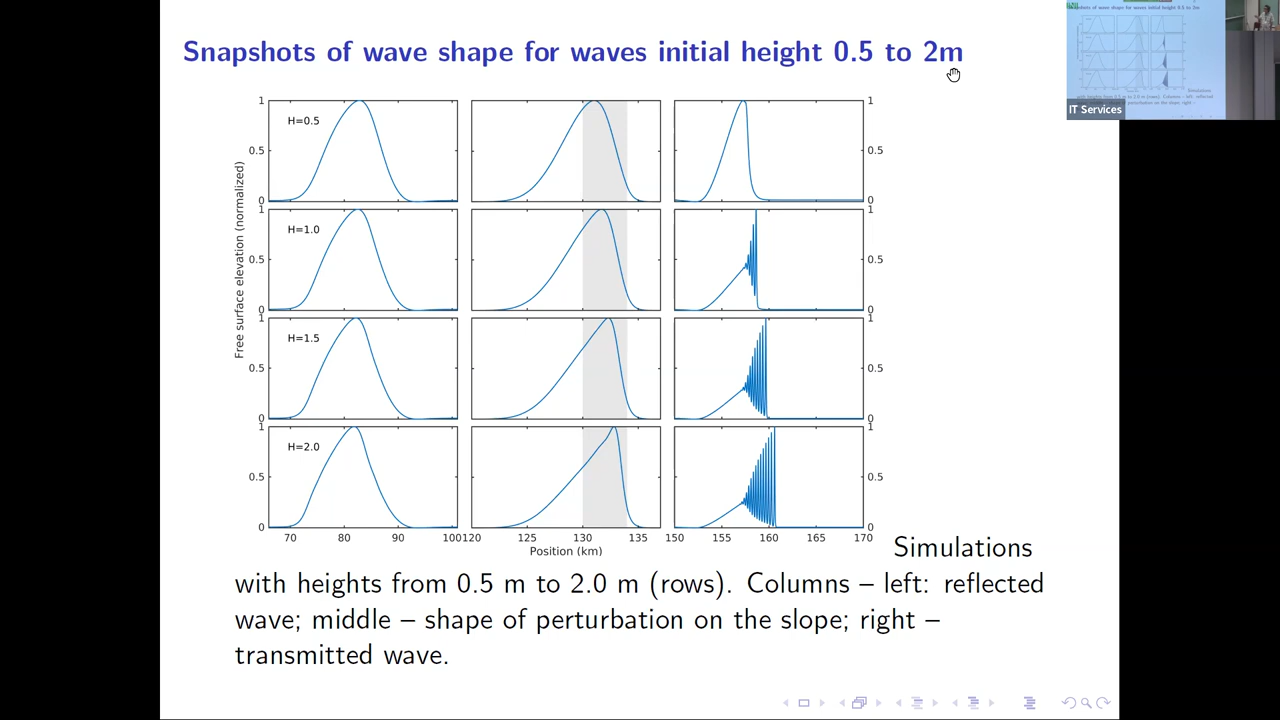 Snapshots of wave shape for waves initial height 0.5 to 2m
IT Services
Free surface elevation (normalized)
1
0.5
0
H=0.5
1
0.5
0
1
0.5
0
H=1.0
1
0.5
0
1
0.5
0
H=1.5
1
0.5
0
1
0.5
0
H=2.0
1
0.5
0
70 80 90 100 120 125 130 135 150 155 160 165 170
Position (km)
Simulations
with heights from 0.5 m to 2.0 m (rows). Columns – left: reflected
wave; middle – shape of perturbation on the slope; right –
transmitted wave.